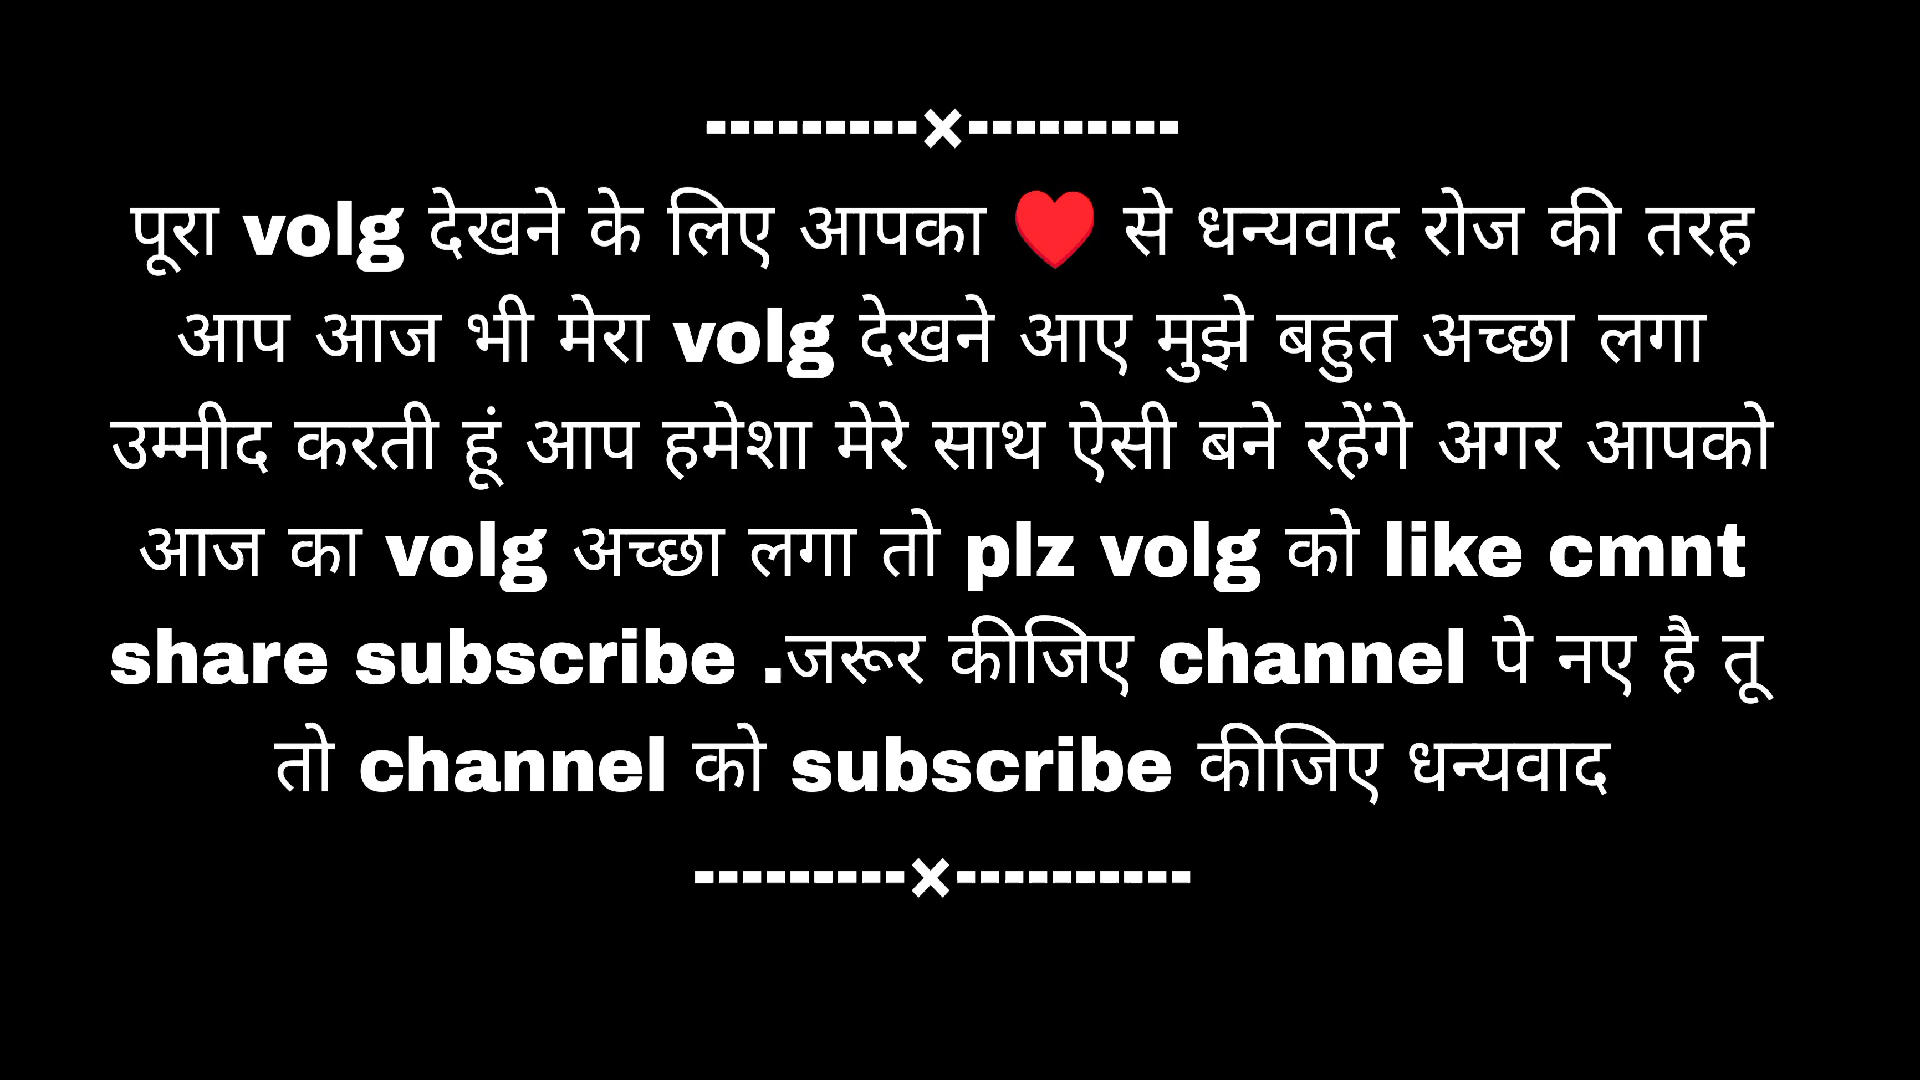 ---------×---------
पूरा volg देखने के लिए आपका ♥️ से धन्यवाद रोज की तरह
आप आज भी मेरा volg देखने आए मुझे बहुत अच्छा लगा
उम्मीद करती हूं आप हमेशा मेरे साथ ऐसी बने रहेंगे अगर आपको
आज का volg अच्छा लगा तो plz volg को like cmnt
share subscribe .जरूर कीजिए channel पे नए है तू
तो channel को subscribe कीजिए धन्यवाद
---------×----------